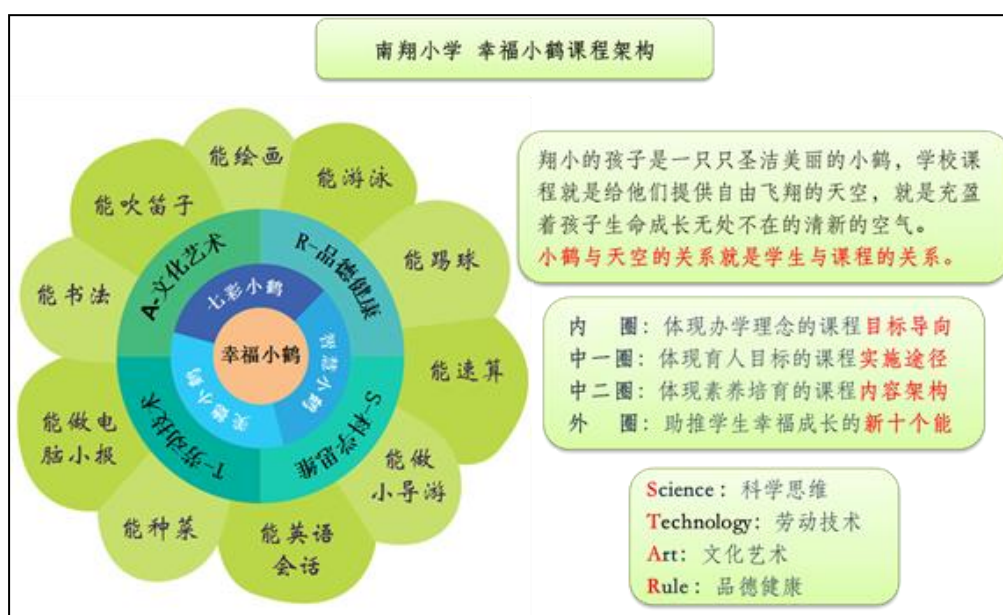 南翔小学 幸福小鹤课程架构
能绘画
能游泳
能踢球
能速算
能做
小导游
能英语
会话
能种菜
能做电
脑小报
能书法
能吹笛子
A-文化艺术
R-品德健康
S-科学思维
T-劳动技术
七彩小鹤
智慧小鹤
美德小鹤
幸福小鹤
翔小的孩子是一只只圣洁美丽的小鹤，学校课
程就是给他们提供自由飞翔的天空，就是充盈
着孩子生命成长无处不在的清新的空气。
小鹤与天空的关系就是学生与课程的关系。
内 圈：体现办学理念的课程目标导向
中一圈：体现育人目标的课程实施途径
中二圈：体现素养培育的课程内容架构
外 圈：助推学生幸福成长的新十个能
Science：科学思维
Technology：劳动技术
Art：文化艺术
Rule：品德健康